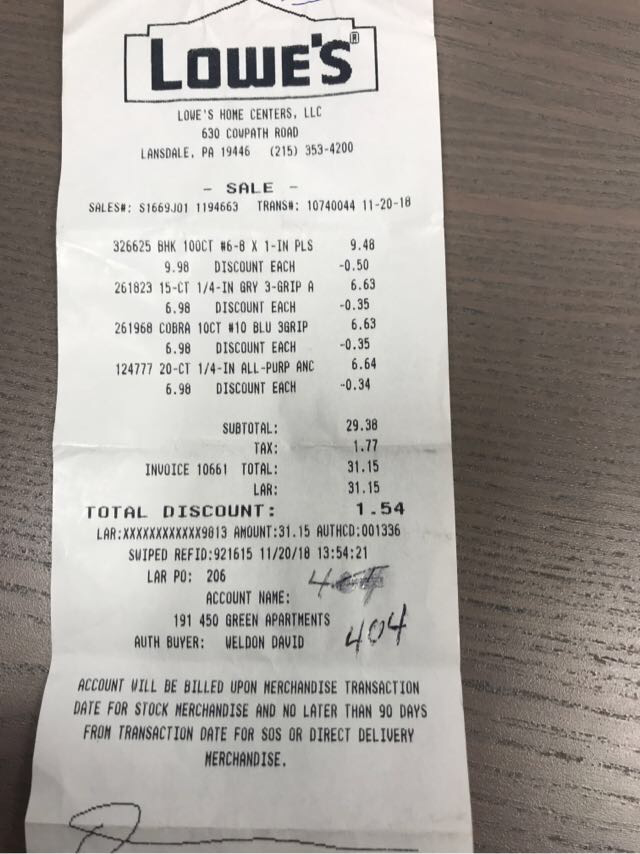 LOWE'S®
LOWE'S HOME CENTERS, LLC
630 COWPATH ROAD
LANSDALE, PA 19446 (215) 353-4200
- SALE -
SALES#: S1669J01 1194663 TRANS#: 10740044 11-20-18
326625 BHK 100CT #6-8 X 1-IN PLS 9.48
9.98 DISCOUNT EACH -0.50
261823 15-CT 1/4-IN GRY 3-GRIP A 6.63
6.98 DISCOUNT EACH -0.35
261968 COBRA 10CT #10 BLU 3GRIP 6.63
6.98 DISCOUNT EACH -0.35
124777 20-CT 1/4-IN ALL-PURP ANC 6.64
6.98 DISCOUNT EACH -0.34
SUBTOTAL: 29.38
TAX: 1.77
INVOICE 10661 TOTAL: 31.15
LAR: 31.15
TOTAL DISCOUNT: 1.54
LAR:XXXXXXXXXXXX9813 AMOUNT:31.15 AUTHCD:001336
SWIPED REFID:921615 11/20/18 13:54:21
LAR PO: 206
ACCOUNT NAME:
191 450 GREEN APARTMENTS
AUTH BUYER: WELDON DAVID 404
ACCOUNT WILL BE BILLED UPON MERCHANDISE TRANSACTION
DATE FOR STOCK MERCHANDISE AND NO LATER THAN 90 DAYS
FROM TRANSACTION DATE FOR SOS OR DIRECT DELIVERY
MERCHANDISE.